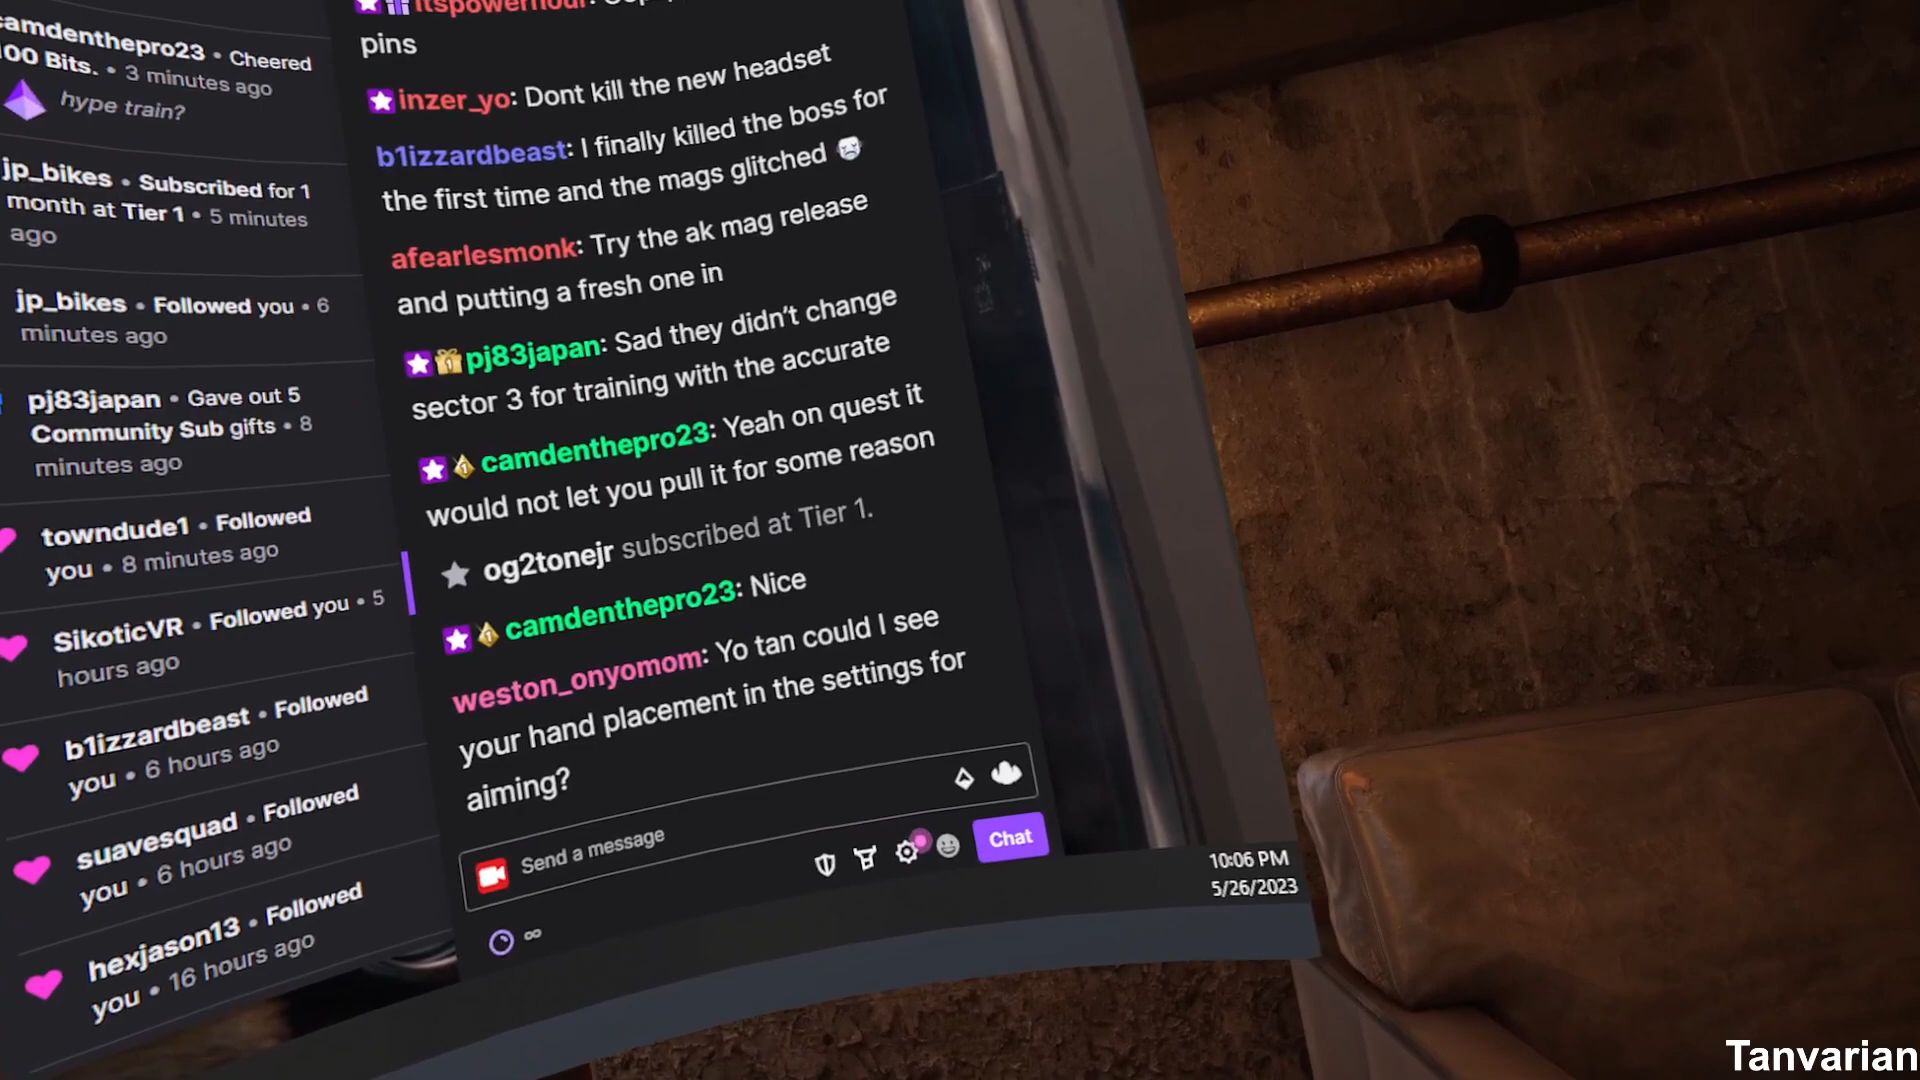 camdenthepro23 • Cheered
100 Bits. • 3 minutes ago
hype train?
jp_bikes • Subscribed for 1
month at Tier 1 • 5 minutes
ago
jp_bikes • Followed you • 6
minutes ago
pj83japan • Gave out 5
Community Sub gifts • 8
minutes ago
towndude1 • Followed
you • 8 minutes ago
SikoticVR • Followed you • 5
hours ago
b1izzardbeast • Followed
you • 6 hours ago
suavesquad • Followed
you • 6 hours ago
hexjason13 • Followed
you • 16 hours ago
itspowerhour:
pins
inzer_yo: Dont kill the new headset
b1izzardbeast: I finally killed the boss for
the first time and the mags glitched 😢
afearlesmonk: Try the ak mag release
and putting a fresh one in
pj83japan: Sad they didn't change
sector 3 for training with the accurate
camdenthepro23: Yeah on quest it
would not let you pull it for some reason
og2tonejr subscribed at Tier 1.
camdenthepro23: Nice
weston_onyomom: Yo tan could I see
your hand placement in the settings for
aiming?
Send a message
Chat
10:06 PM
5/26/2023
Tanvarian